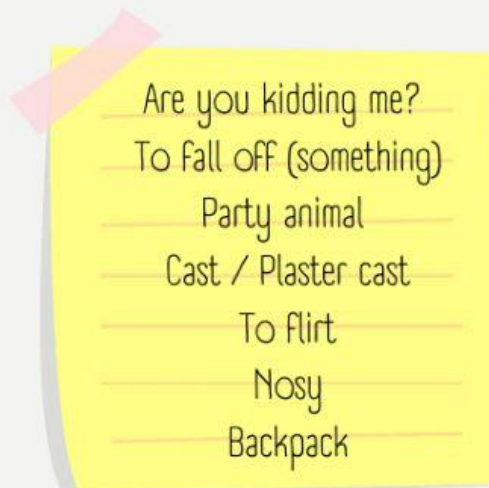 Are you kidding me?
To fall off (something)
Party animal
Cast / Plaster cast
To flirt
Nosy
Backpack